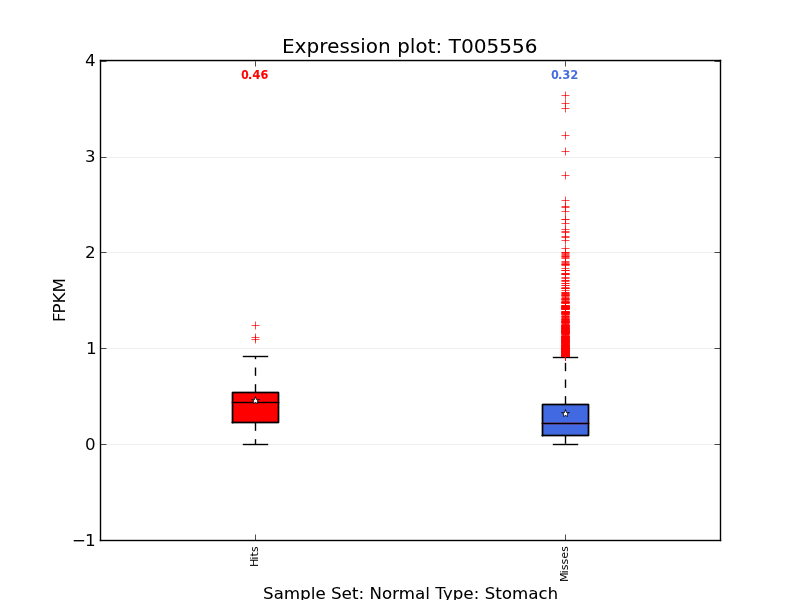 Expression plot: T005556
0.46
0.32
4
3
2
1
0
−1
FPKM
Hits
Misses
Sample Set: Normal Type: Stomach